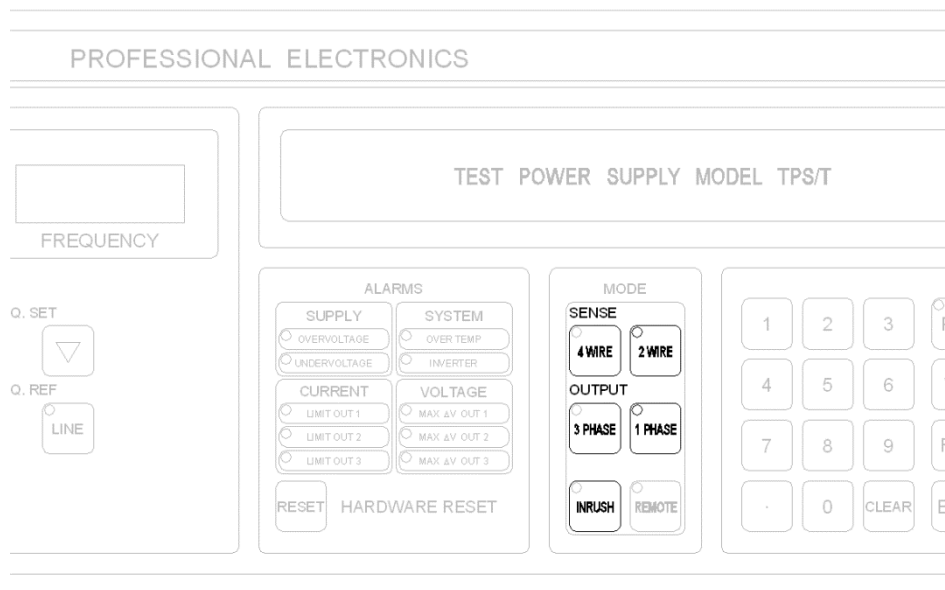 PROFESSIONAL ELECTRONICS
TEST POWER SUPPLY MODEL TPS/T
FREQUENCY
Q. SET
Q. REF
LINE
ALARMS
SUPPLY
OVERVOLTAGE
UNDERVOLTAGE
SYSTEM
OVER TEMP
INVERTER
CURRENT
LIMIT OUT 1
LIMIT OUT 2
LIMIT OUT 3
VOLTAGE
MAX ΔV OUT 1
MAX ΔV OUT 2
MAX ΔV OUT 3
RESET HARDWARE RESET
MODE
SENSE
4 WIRE 2 WIRE
OUTPUT
3 PHASE 1 PHASE
INRUSH REMOTE
1 2 3
4 5 6
7 8 9
. 0 CLEAR